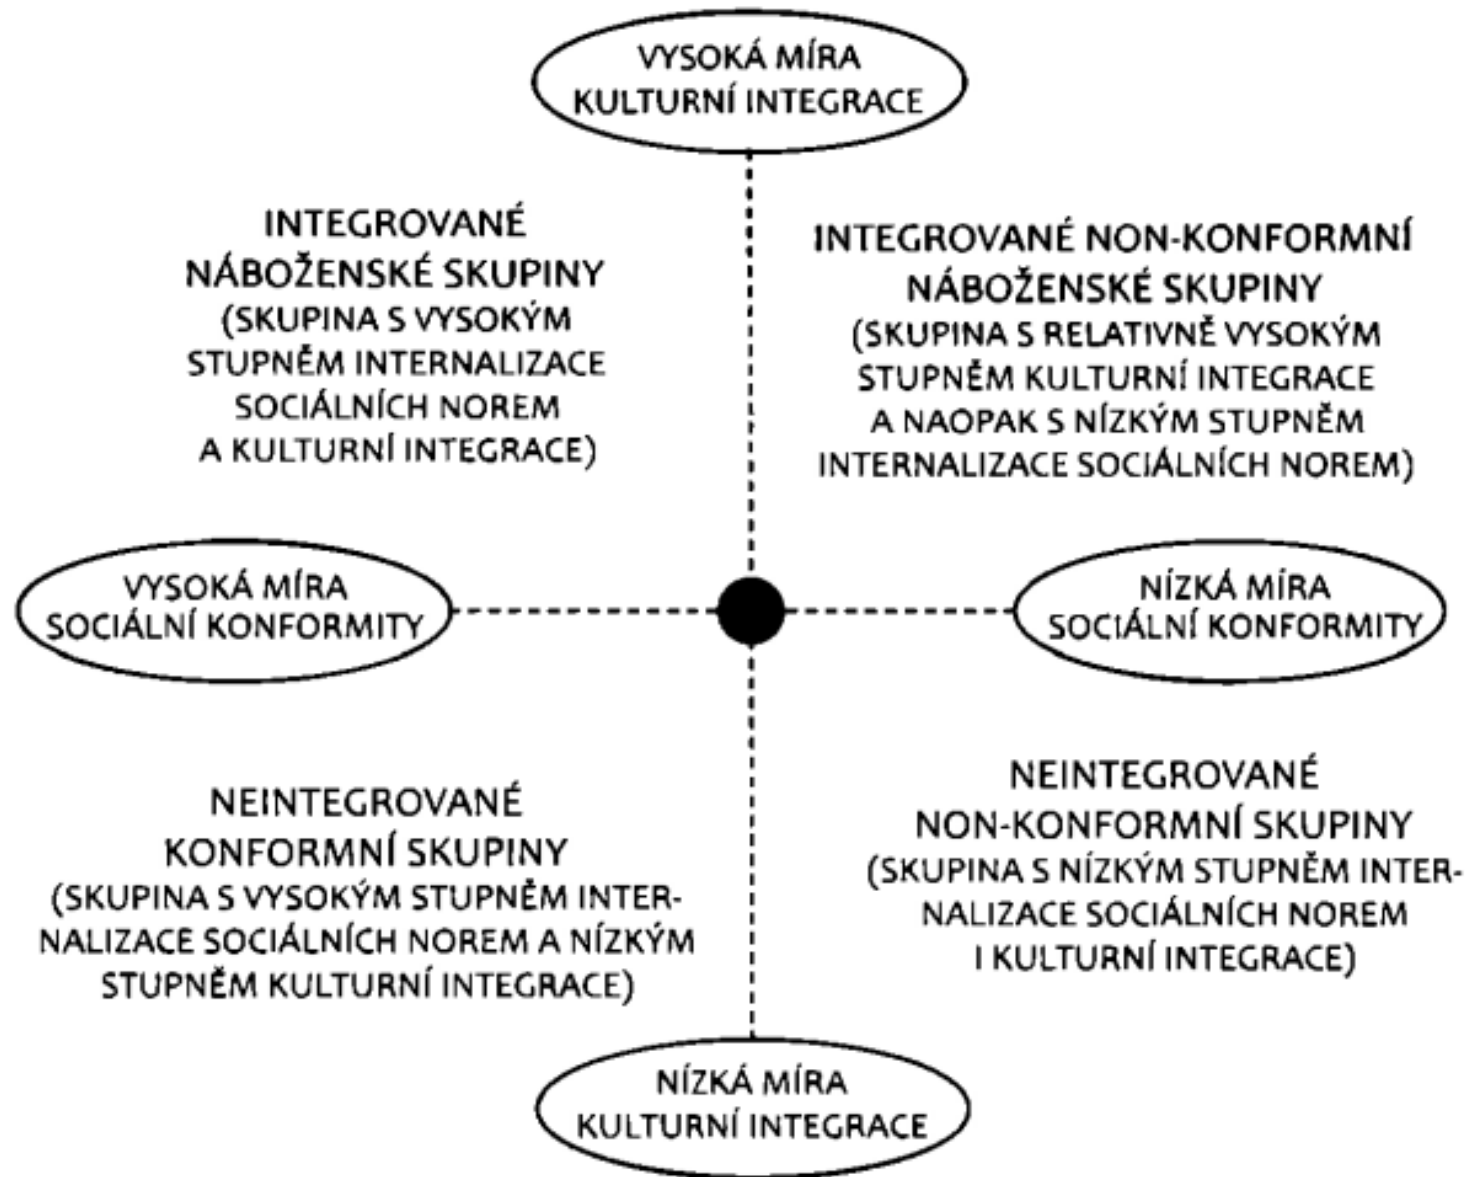 VYSOKÁ MÍRA
KULTURNÍ INTEGRACE
INTEGROVANÉ
NÁBOŽENSKÉ SKUPINY
(SKUPINA S VYSOKÝM
STUPNĚM INTERNALIZACE
SOCIÁLNÍCH NOREM
A KULTURNÍ INTEGRACE)
INTEGROVANÉ NON-KONFORMNÍ
NÁBOŽENSKÉ SKUPINY
(SKUPINA S RELATIVNĚ VYSOKÝM
STUPNĚM KULTURNÍ INTEGRACE
A NAOPAK S NÍZKÝM STUPNĚM
INTERNALIZACE SOCIÁLNÍCH NOREM)
VYSOKÁ MÍRA
SOCIÁLNÍ KONFORMITY
NÍZKÁ MÍRA
SOCIÁLNÍ KONFORMITY
NEINTEGROVANÉ
KONFORMNÍ SKUPINY
(SKUPINA S VYSOKÝM STUPNĚM INTER-
NALIZACE SOCIÁLNÍCH NOREM A NÍZKÝM
STUPNĚM KULTURNÍ INTEGRACE)
NEINTEGROVANÉ
NON-KONFORMNÍ SKUPINY
(SKUPINA S NÍZKÝM STUPNĚM INTER-
NALIZACE SOCIÁLNÍCH NOREM
I KULTURNÍ INTEGRACE)
NÍZKÁ MÍRA
KULTURNÍ INTEGRACE